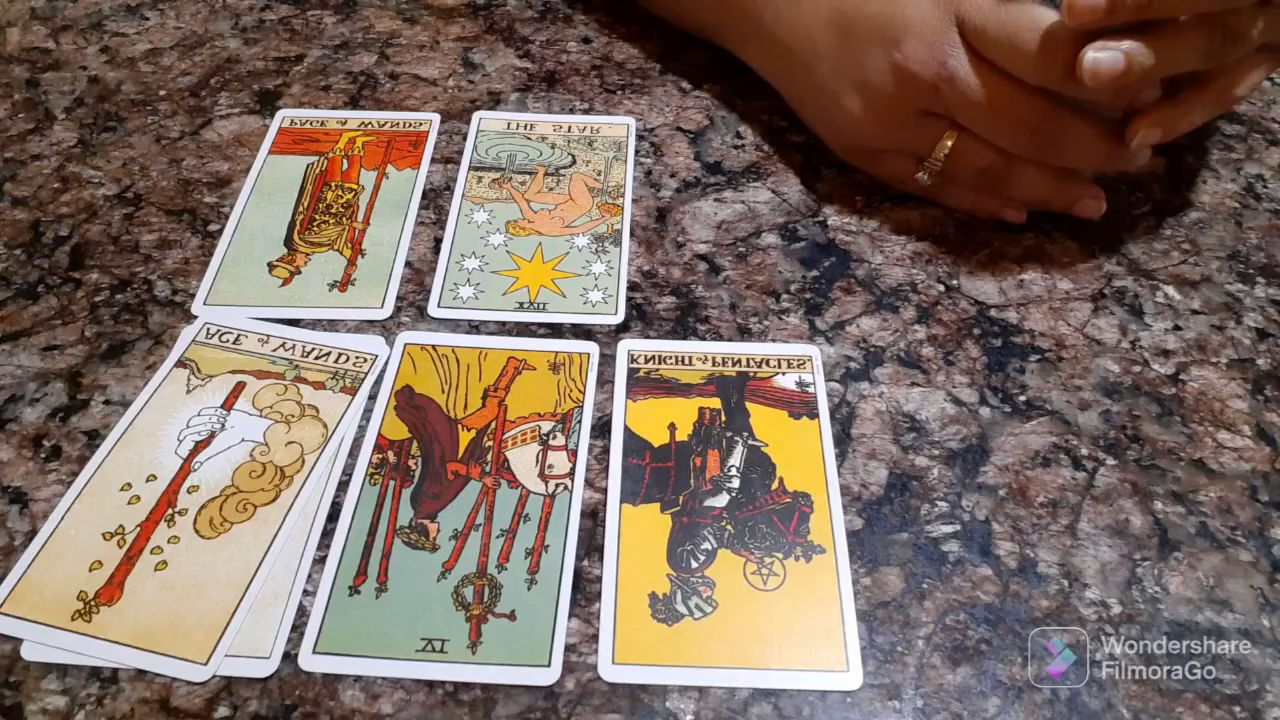 PAGE of WANDS
THE STAR.
XVII
ACE of WANDS.
KNIGHT of PENTACLES.
VI
Wondershare
FilmoraGo